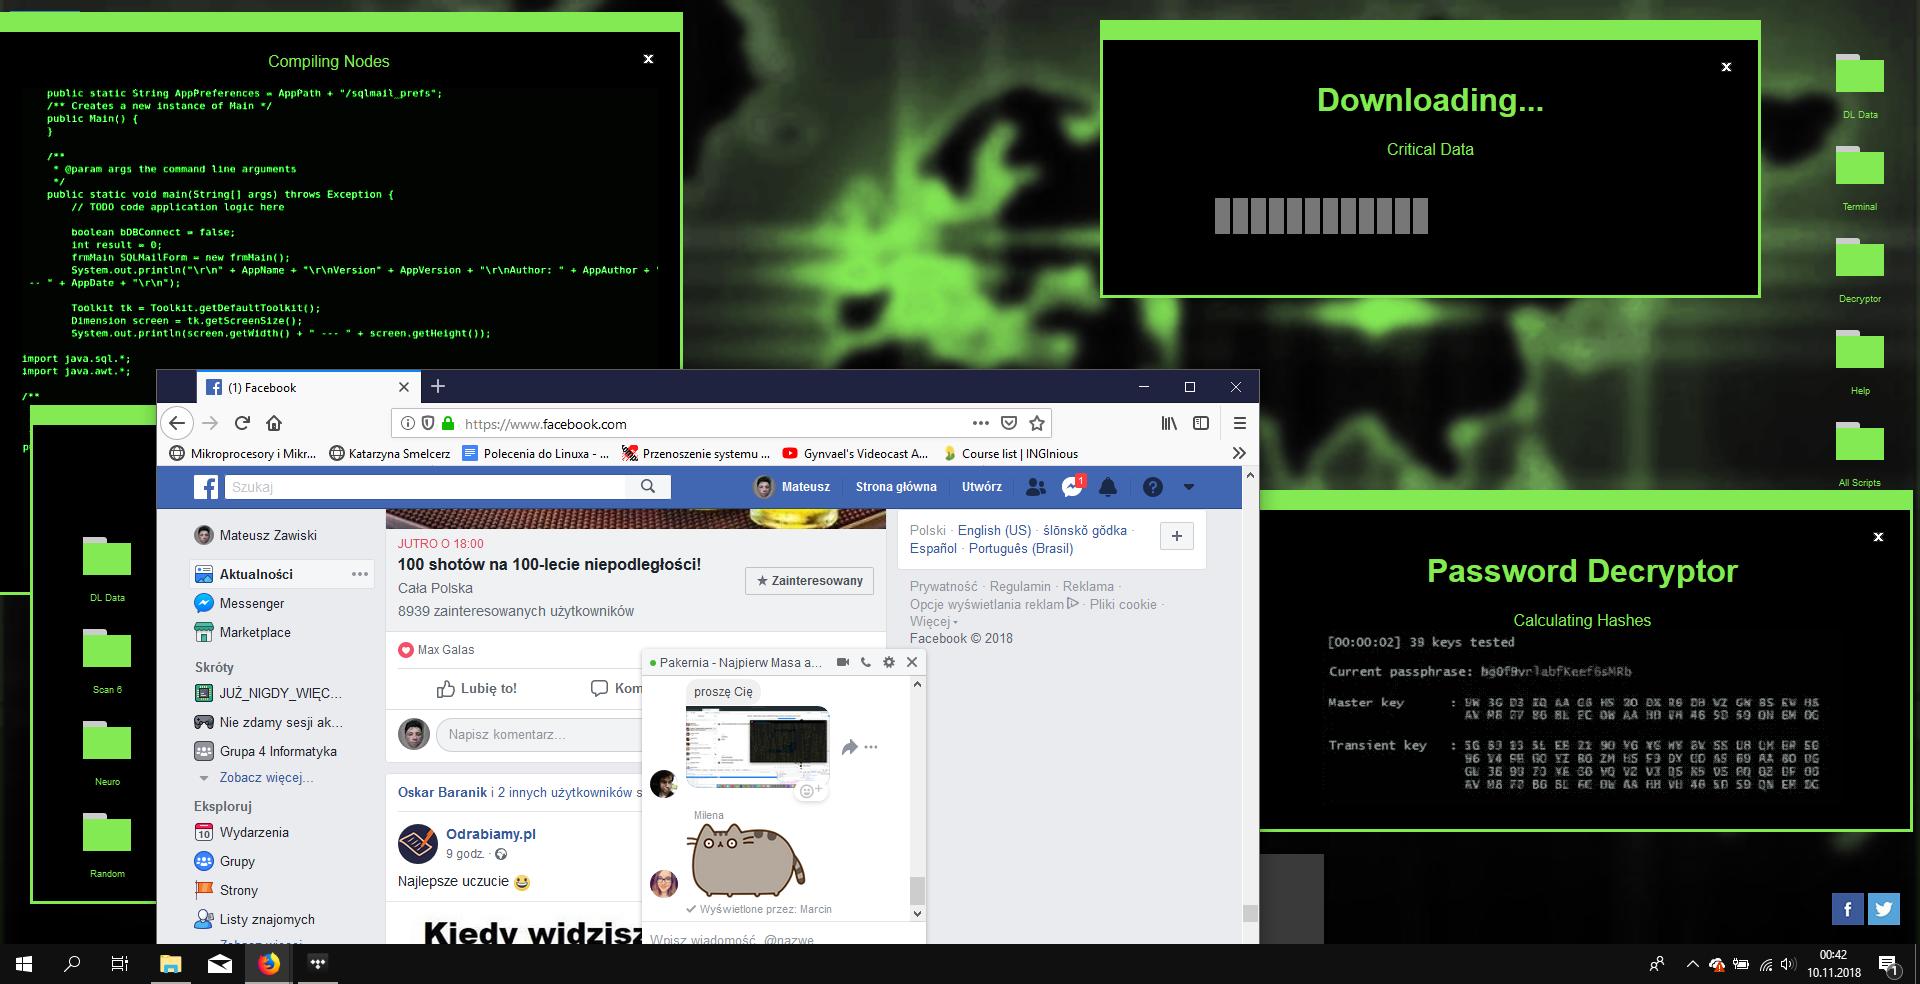 Compiling Nodes
x
public static String AppPreferences = AppPath + "/sqlmail_prefs";
/** Creates a new instance of Main */
public Main() {
}
/**
* @param args the command line arguments
*/
public static void main(String[] args) throws Exception {
// TODO code application logic here
boolean bDBConnect = false;
int result = 0;
frmMain SQLMailForm = new frmMain();
System.out.println("\r\n" + AppName + "\r\nVersion" + AppVersion + "\r\nAuthor: " + AppAuthor + "
-- " + AppDate + "\r\n");
Toolkit tk = Toolkit.getDefaultToolkit();
Dimension screen = tk.getScreenSize();
System.out.println(screen.getWidth() + " --- " + screen.getHeight());
import java.sql.*;
import java.awt.*;
/**
DL Data
Scan 6
Neuro
Random
x
Downloading...
Critical Data
DL Data
Terminal
Decryptor
Help
All Scripts
(1) Facebook
https://www.facebook.com
Mikroprocesory i Mikr...
Katarzyna Smelcerz
Polecenia do Linuxa - ...
Przenoszenie systemu ...
Gynvael's Videocast A...
Course list | INGInious
Szukaj
Mateusz
Strona główna
Utwórz
1
Mateusz Zawiski
Aktualności
Messenger
Marketplace
Skróty
JUŻ_NIGDY_WIĘC...
Nie zdamy sesji ak...
Grupa 4 Informatyka
Zobacz więcej...
Eksploruj
10
Wydarzenia
Grupy
Strony
Listy znajomych
JUTRO O 18:00
100 shotów na 100-lecie niepodległości!
Cała Polska
8939 zainteresowanych użytkowników
★ Zainteresowany
Max Galas
Lubię to!
Kom
Napisz komentarz...
Oskar Baranik i 2 innych użytkowników s
Odrabiamy.pl
9 godz. ·
Najlepsze uczucie
Kiedy widzisz
Pakernia - Najpierw Masa a...
proszę Cię
Milena
Wyświetlone przez: Marcin
Wpisz wiadomość, @nazwę
Polski · English (US) · ślōnskŏ gŏdka ·
Español · Português (Brasil)
Prywatność · Regulamin · Reklama ·
Opcje wyświetlania reklam · Pliki cookie ·
Więcej
Facebook © 2018
x
Password Decryptor
Calculating Hashes
[00:00:02] 39 keys tested
Current passphrase:
Master key :
Transient key :
00:42
10.11.2018
1